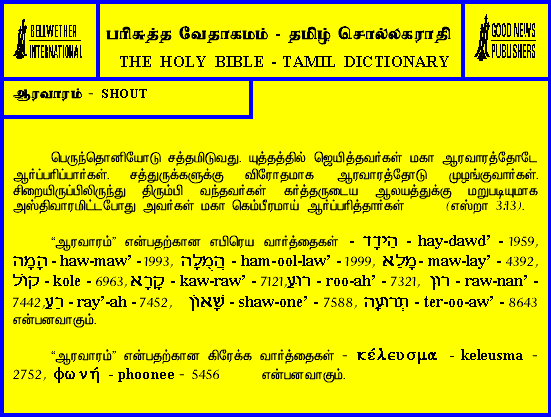 BELLWETHER
INTERNATIONAL
பரிசுத்த வேதாகமம் - தமிழ் சொல்லகராதி
THE HOLY BIBLE - TAMIL DICTIONARY
GOOD NEWS
PUBLISHERS
ஆரவாரம் - SHOUT
பெருந்தொனியோடு சத்தமிடுவது. யுத்தத்தில் ஜெயித்தவர்கள் மகா ஆரவாரத்தோடே
ஆர்ப்பரிப்பார்கள். சத்துருக்களுக்கு விரோதமாக ஆரவாரத்தோடு முழங்குவார்கள்.
சிறையிருப்பிலிருந்து திரும்பி வந்தவர்கள் கர்த்தருடைய ஆலயத்துக்கு மறுபடியுமாக
அஸ்திவாரமிட்டபோது அவர்கள் மகா கெம்பீரமாய் ஆர்ப்பரித்தார்கள் (எஸ்றா 3:13).
“ஆரவாரம்” என்பதற்கான எபிரெய வார்த்தைகள் - הֵידָד - hay-dawd’ - 1959,
הָמָה - haw-maw’ - 1993, הֲמֻלָּה - ham-ool-law’ - 1999, מָלֵא - maw-lay’ - 4392,
קוֹל - kole - 6963, קָרָא - kaw-raw’ - 7121, רוּעַ - roo-ah’ - 7321, רוּן - raw-nan’ -
7442, רֵעַ - ray’-ah - 7452, שָׁאוֹן - shaw-one’ - 7588, תְּרוּעָה - ter-oo-aw’ - 8643
என்பனவாகும்.
“ஆரவாரம்” என்பதற்கான கிரேக்க வார்த்தைகள் - κέλευσμα - keleusma -
2752, φωνή - phoonee - 5456 என்பனவாகும்.